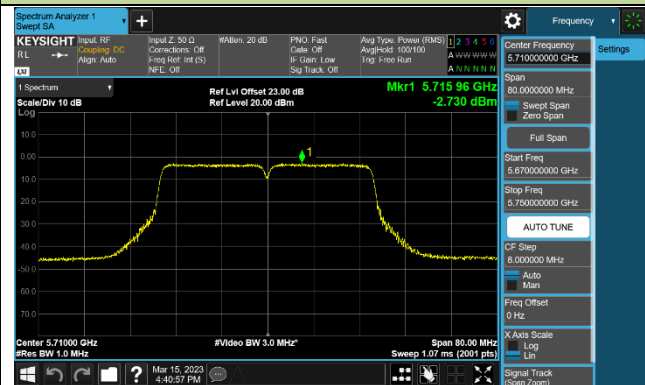 Spectrum Analyzer 1
Swept SA
Frequency
KEYSIGHT
RL
LXI
Input: RF
Coupling: DC
Align: Auto
Input Z: 50 Ω
Corrections: Off
Freq Ref: Int (S)
NFE: Off
#Atten: 20 dB
PNO: Fast
Gate: Off
IF Gain: Low
Sig Track: Off
Avg Type: Power (RMS)
Avg|Hold: 100/100
Trig: Free Run
1 2 3 4 5 6
A W W W W W
A N N N N N
1 Spectrum
Scale/Div 10 dB
Log
Ref Lvl Offset 23.00 dB
Ref Level 20.00 dBm
Mkr1 5.715 96 GHz
-2.730 dBm
10.0
0.00
-10.0
-20.0
-30.0
-40.0
-50.0
-60.0
-70.0
1
Center 5.71000 GHz
#Res BW 1.0 MHz
#Video BW 3.0 MHz*
Span 80.00 MHz
Sweep 1.07 ms (2001 pts)
Mar 15, 2023
4:40:57 PM
Center Frequency
5.710000000 GHz
Settings
Span
80.0000000 MHz
Swept Span
Zero Span
Full Span
Start Freq
5.670000000 GHz
Stop Freq
5.750000000 GHz
AUTO TUNE
CF Step
8.000000 MHz
Auto
Man
Freq Offset
0 Hz
X Axis Scale
Log
Lin
Signal Track
(Span Zoom)